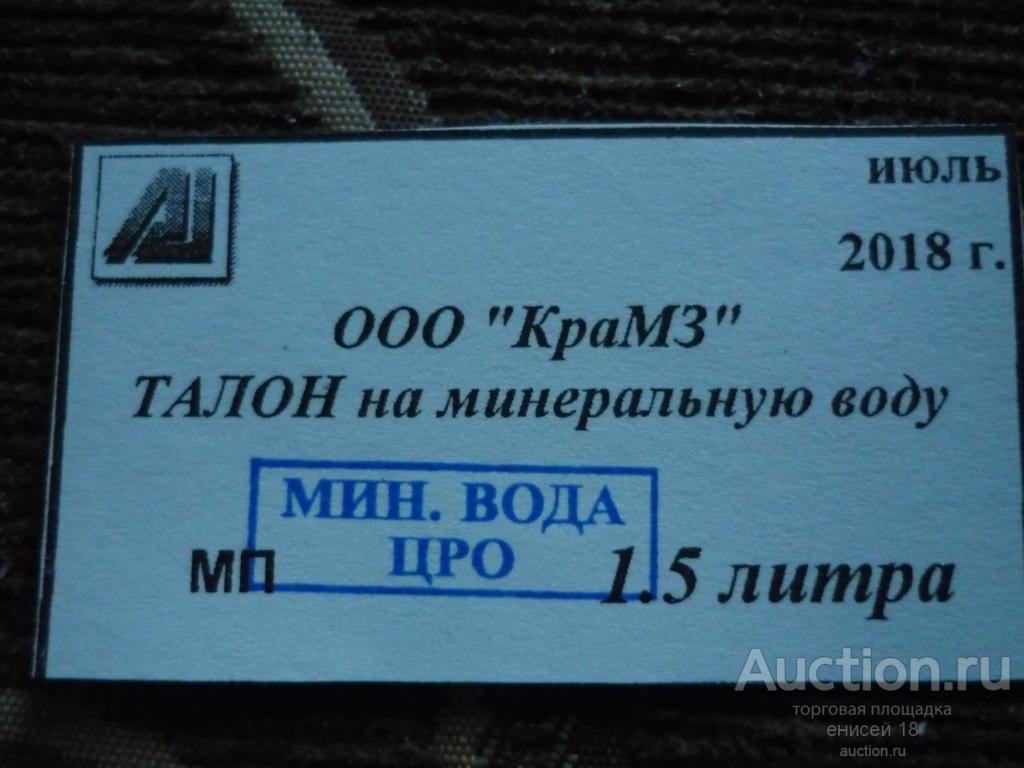 июль
2018 г.
ООО "КраМЗ"
ТАЛОН на минеральную воду
МИН. ВОДА
ЦРО
МП
1.5 литра
Auction.ru
торговая площадка
енисей 18
auction.ru